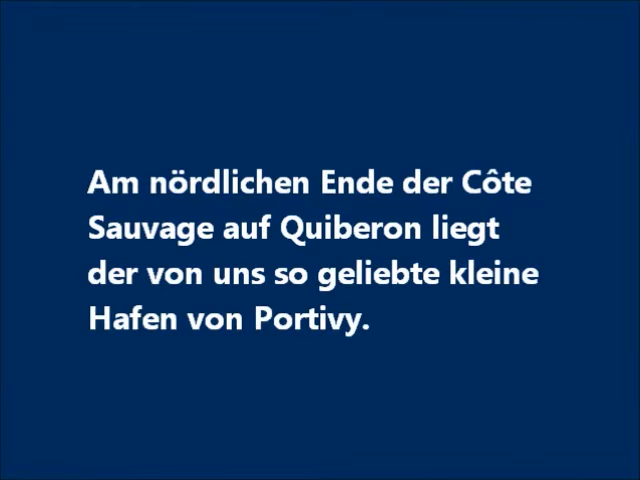 Am nördlichen Ende der Côte
Sauvage auf Quiberon liegt
der von uns so geliebte kleine
Hafen von Portivy.